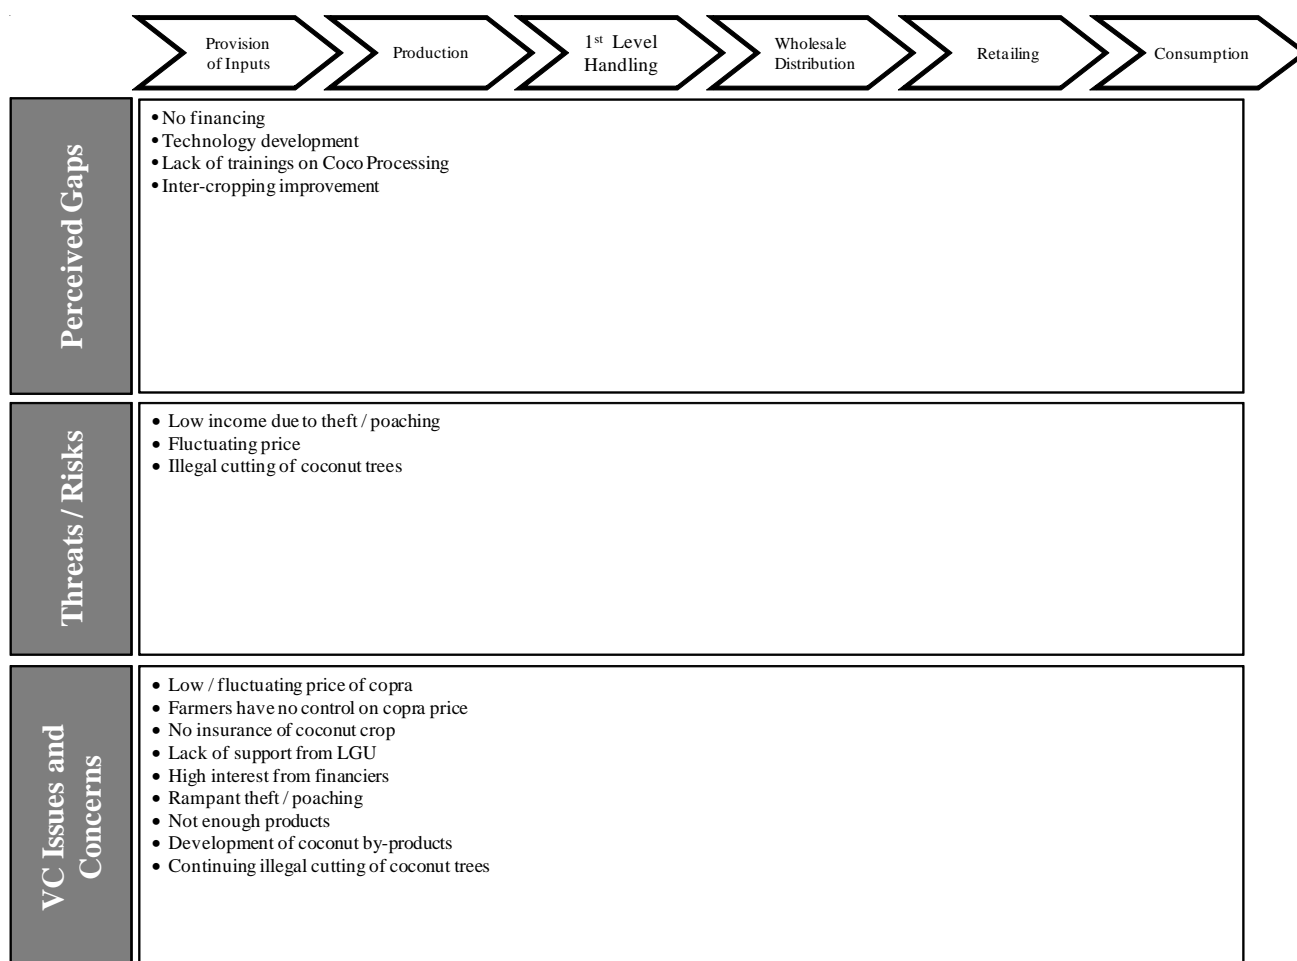 Provision
of Inputs
Production
1st Level
Handling
Wholesale
Distribution
Retailing
Consumption
Perceived Gaps
• No financing
• Technology development
• Lack of trainings on Coco Processing
• Inter-cropping improvement
Threats / Risks
• Low income due to theft / poaching
• Fluctuating price
• Illegal cutting of coconut trees
VC Issues and
Concerns
• Low / fluctuating price of copra
• Farmers have no control on copra price
• No insurance of coconut crop
• Lack of support from LGU
• High interest from financiers
• Rampant theft / poaching
• Not enough products
• Development of coconut by-products
• Continuing illegal cutting of coconut trees